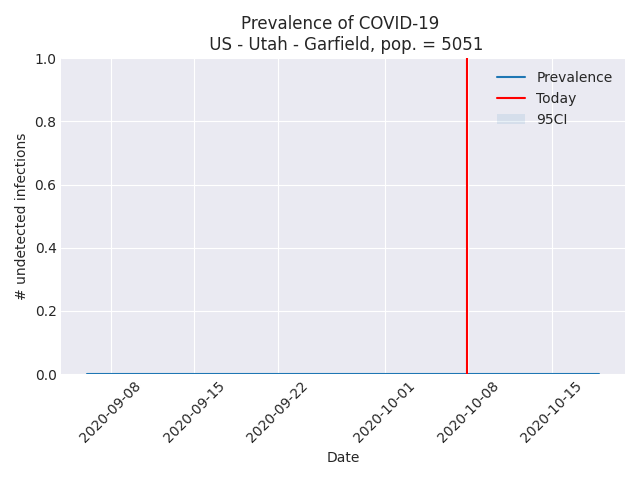 Prevalence of COVID-19
US - Utah - Garfield, pop. = 5051
1.0
0.8
0.6
0.4
0.2
0.0
# undetected infections
Prevalence
Today
95CI
2020-09-08
2020-09-15
2020-09-22
2020-10-01
2020-10-08
2020-10-15
Date